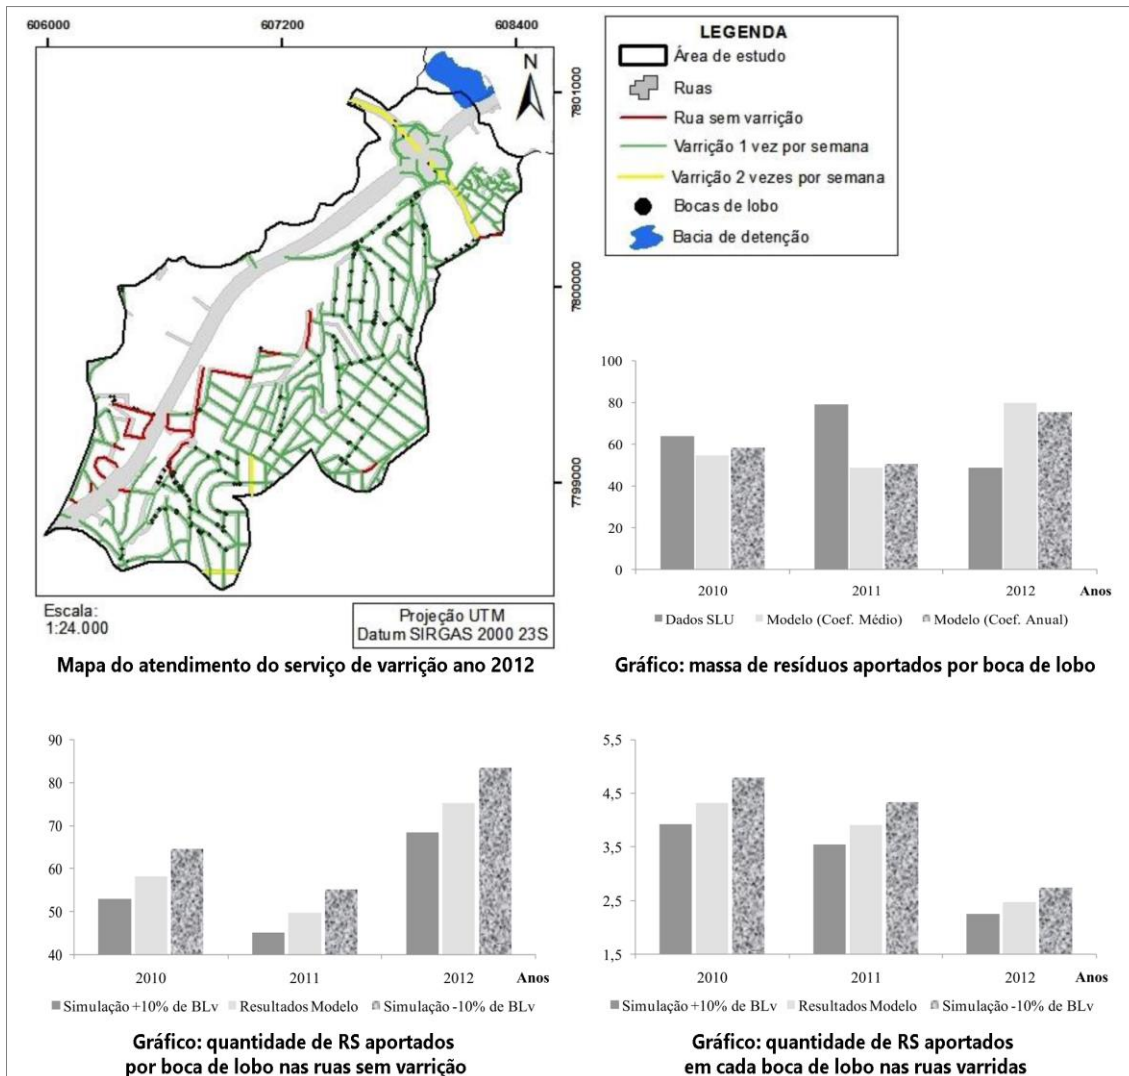 606000
607200
608400
N
7801000
7800000
7799000
Escala:
1:24.000
Projeção UTM
Datum SIRGAS 2000 23S
Mapa do atendimento do serviço de varrição ano 2012
LEGENDA
Área de estudo
Ruas
Rua sem varrição
Varrição 1 vez por semana
Varrição 2 vezes por semana
Bocas de lobo
Bacia de detenção
100
80
60
40
20
0
2010
2011
2012
Anos
Dados SLU
Modelo (Coef. Médio)
Modelo (Coef. Anual)
Gráfico: massa de resíduos aportados por boca de lobo
90
80
70
60
50
40
2010
2011
2012
Anos
Simulação +10% de BLv
Resultados Modelo
Simulação -10% de BLv
Gráfico: quantidade de RS aportados
por boca de lobo nas ruas sem varrição
5,5
4,5
3,5
2,5
1,5
2010
2011
2012
Anos
Simulação +10% de BLv
Resultados Modelo
Simulação -10% de BLv
Gráfico: quantidade de RS aportados
em cada boca de lobo nas ruas varridas